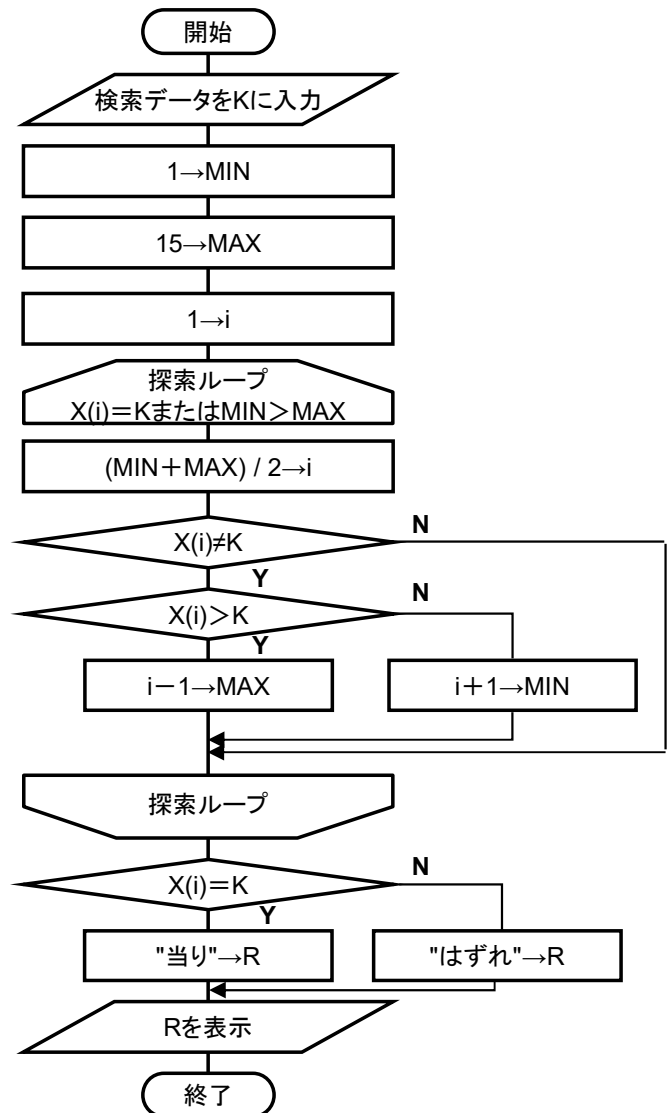 開始
検索データをKに入力
1→MIN
15→MAX
1→i
探索ループ
X(i)=KまたはMIN>MAX
(MIN+MAX) / 2→i
X(i)≠K
N
Y
X(i)>K
N
Y
i-1→MAX
i+1→MIN
探索ループ
X(i)=K
N
Y
"当り"→R
"はずれ"→R
Rを表示
終了